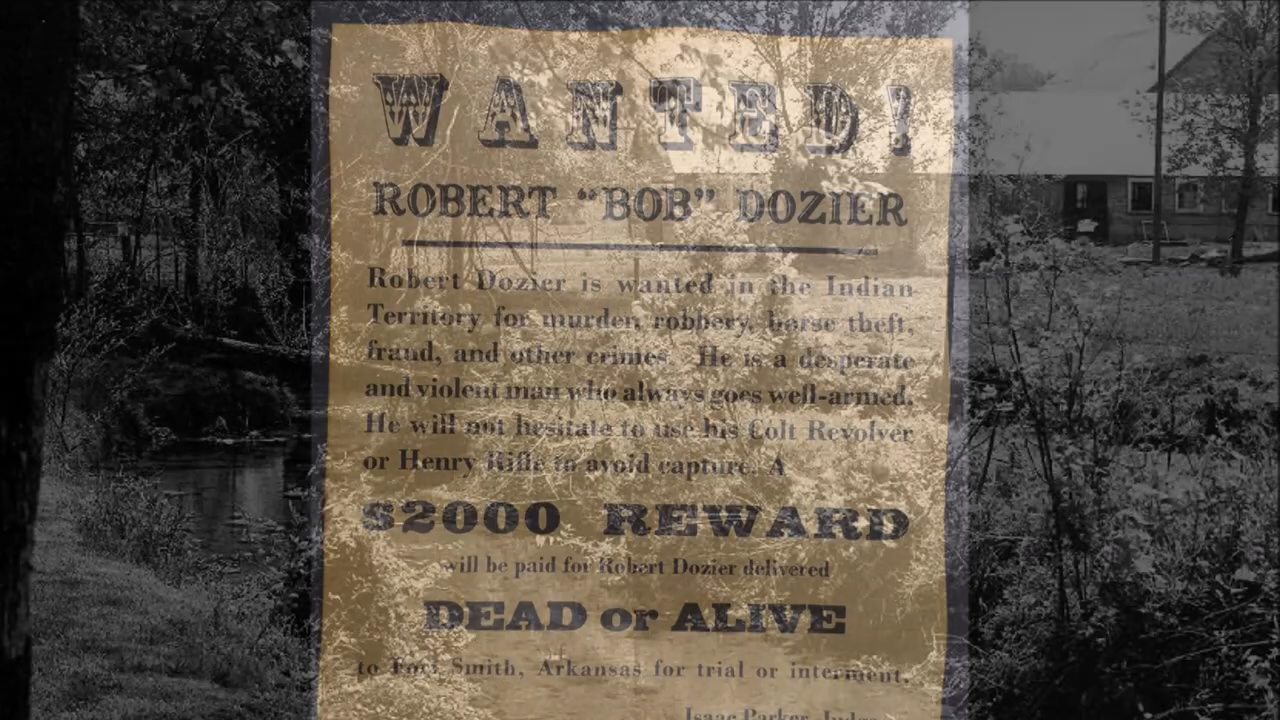 WANTED!
ROBERT “BOB” DOZIER
Robert Dozier is wanted in the Indian
Territory for murder, robbery, horse theft,
fraud, and other crimes. He is a desperate
and violent man who always goes well-armed.
He will not hesitate to use his Colt Revolver
or Henry Rifle to avoid capture. A
$2000 REWARD
will be paid for Robert Dozier delivered
DEAD or ALIVE
to Fort Smith, Arkansas for trial or interment.
Isaac Parker, Judge